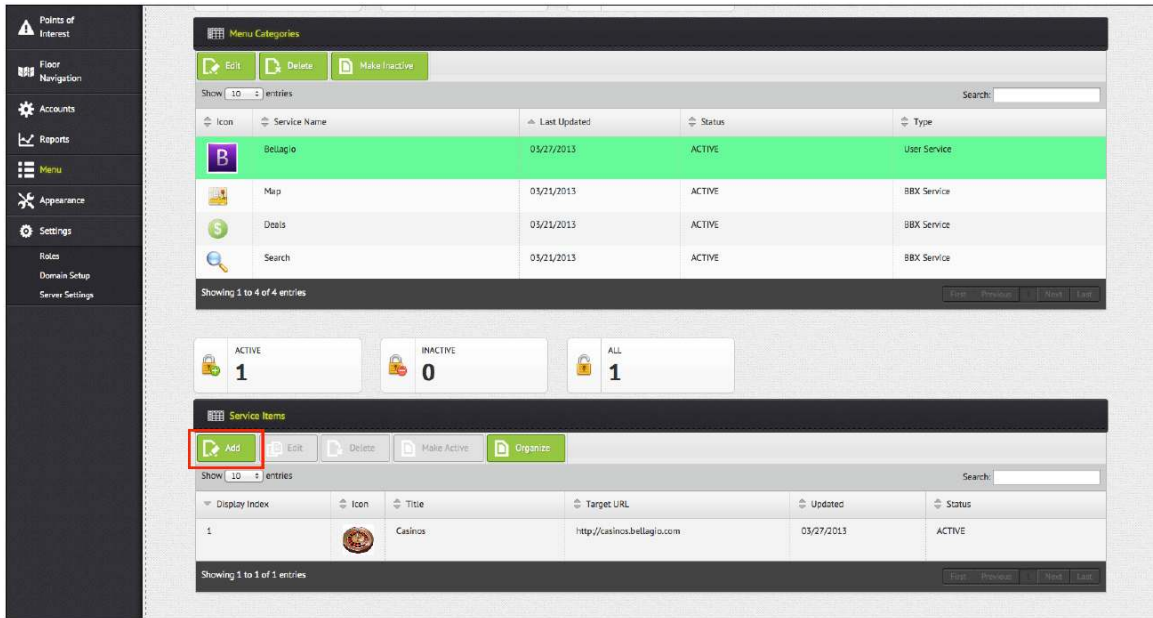 Points of
Interest
Floor
Navigation
Accounts
Reports
Menu
Appearance
Settings
Roles
Domain Setup
Server Settings
Menu Categories
Edit Delete Make Inactive
Show 10 entries Search:
Icon Service Name Last Updated Status Type
B Bellagio 03/27/2013 ACTIVE User Service
Map 03/21/2013 ACTIVE BBX Service
$ Deals 03/21/2013 ACTIVE BBX Service
Search 03/21/2013 ACTIVE BBX Service
Showing 1 to 4 of 4 entries First Previous Next Last
ACTIVE INACTIVE ALL
1 0 1
Service Items
Add Edit Delete Make Active Organize
Show 10 entries Search:
Display Index Icon Title Target URL Updated Status
1 Casinos http://casinos.bellagio.com 03/27/2013 ACTIVE
Showing 1 to 1 of 1 entries First Previous Next Last